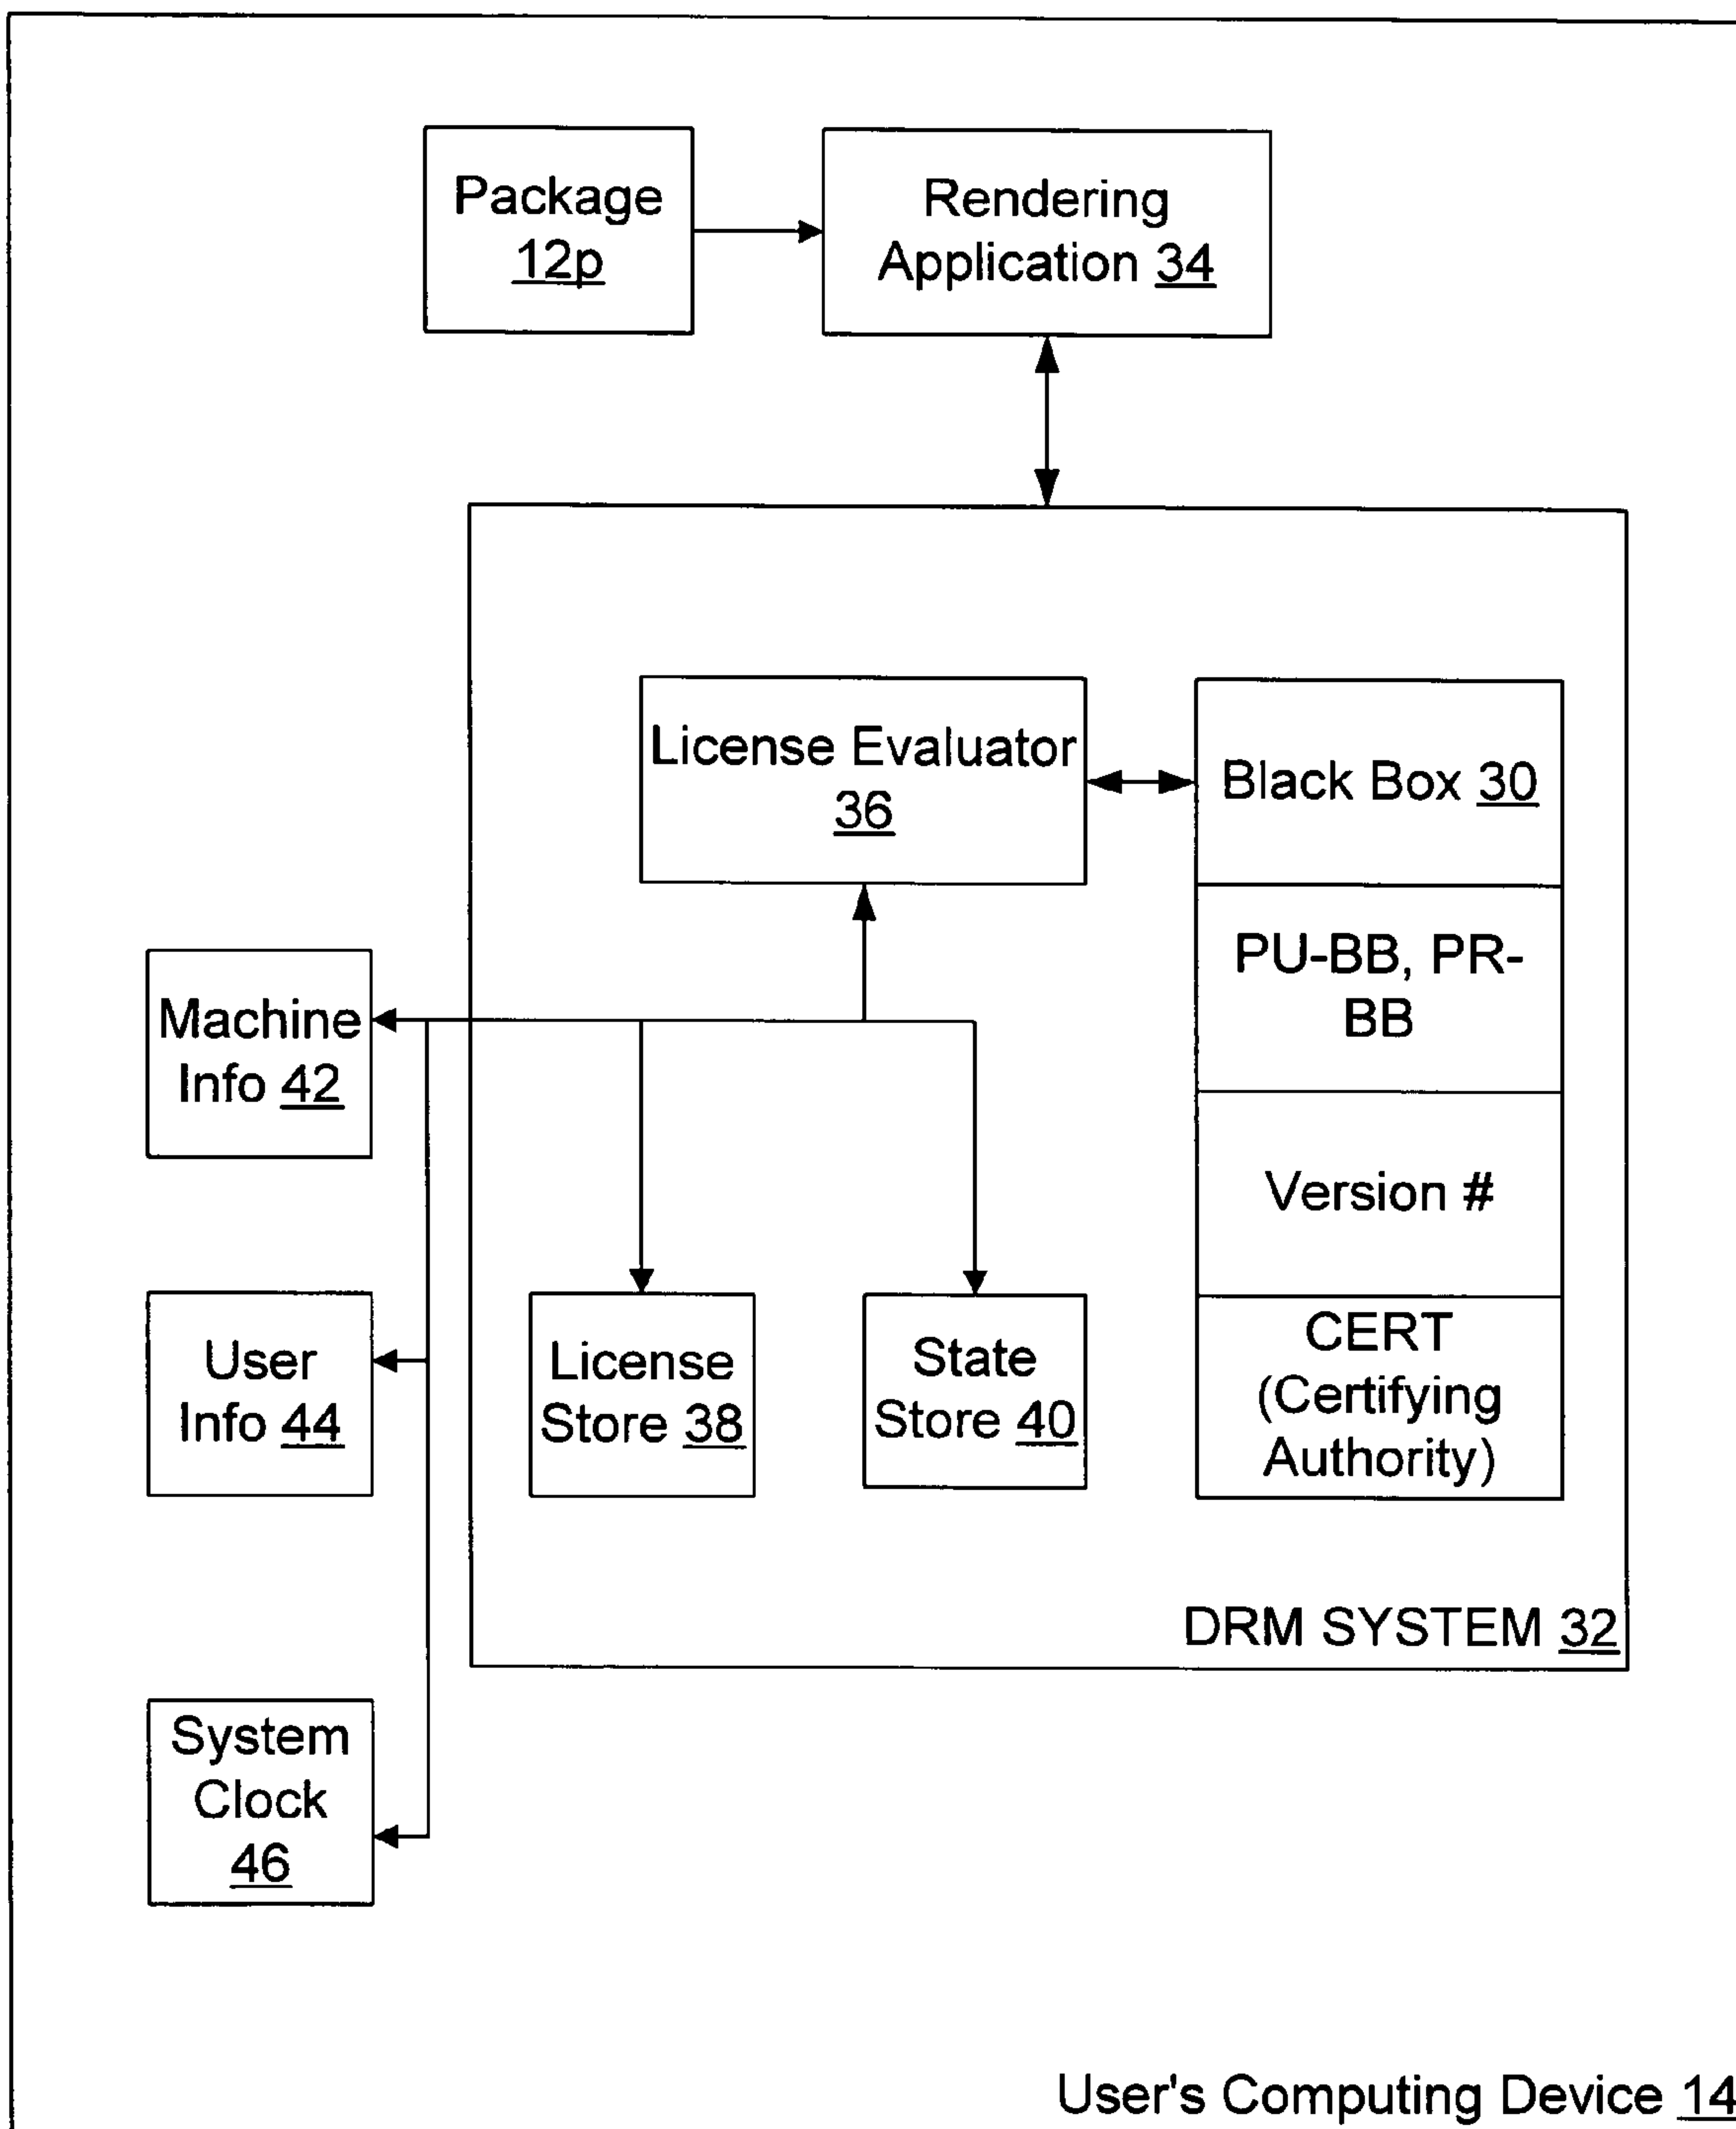 Package
12p
Rendering
Application 34
License Evaluator
36
Black Box 30
PU-BB, PR-
BB
Version #
CERT
(Certifying
Authority)
Machine
Info 42
User
Info 44
License
Store 38
State
Store 40
DRM SYSTEM 32
System
Clock
46
User's Computing Device 14